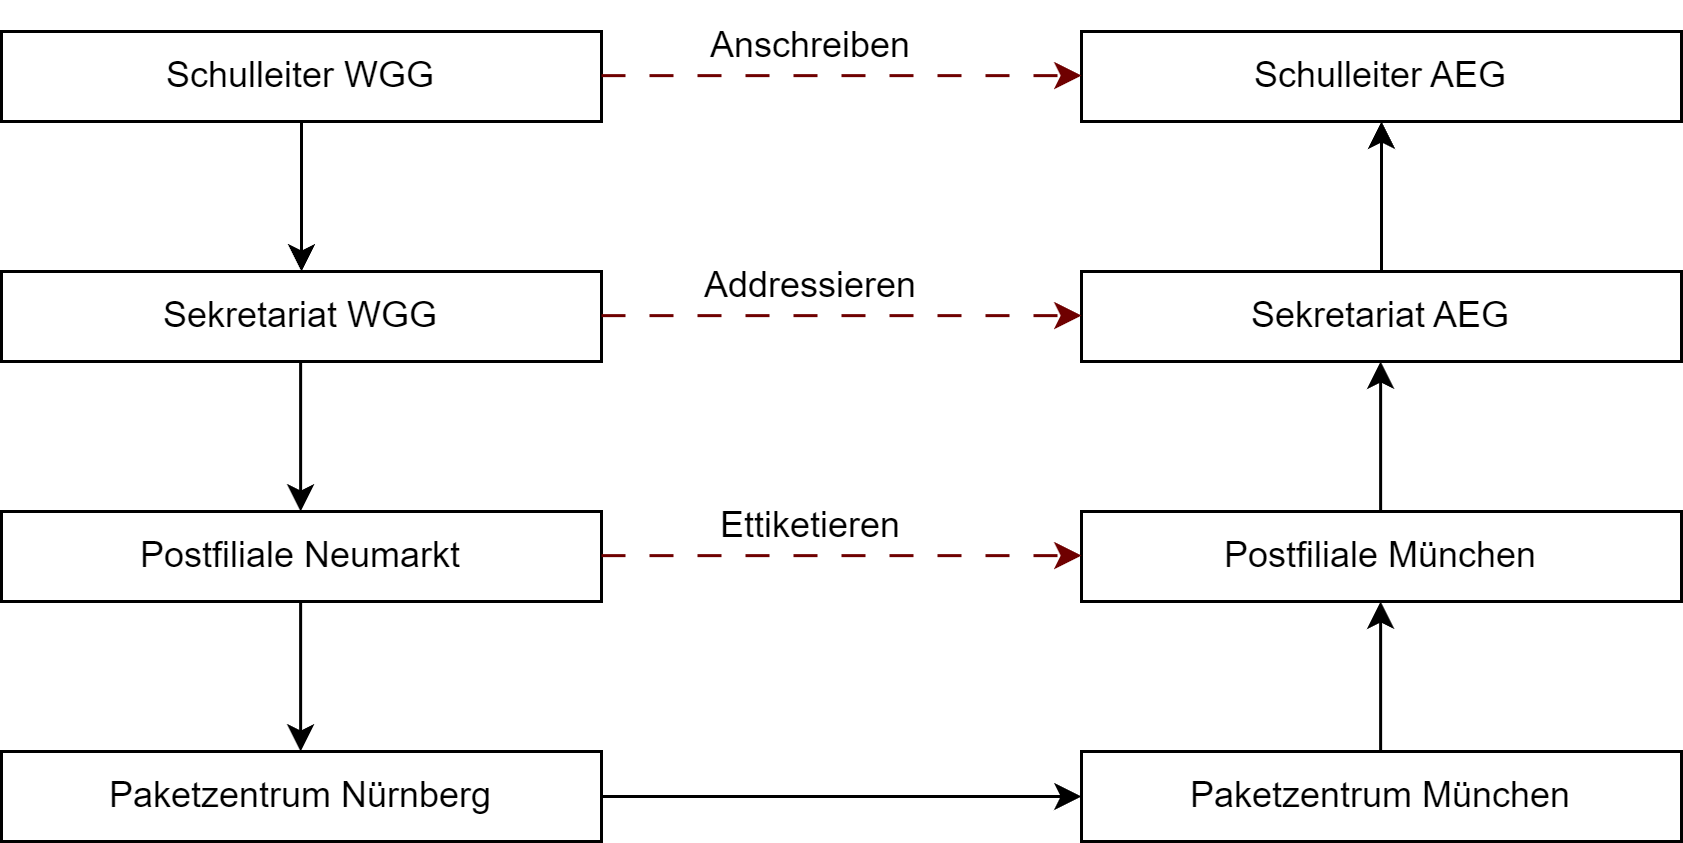 Schulleiter WGG
Anschreiben
Schulleiter AEG
Sekretariat WGG
Addressieren
Sekretariat AEG
Postfiliale Neumarkt
Ettiketieren
Postfiliale München
Paketzentrum Nürnberg
Paketzentrum München